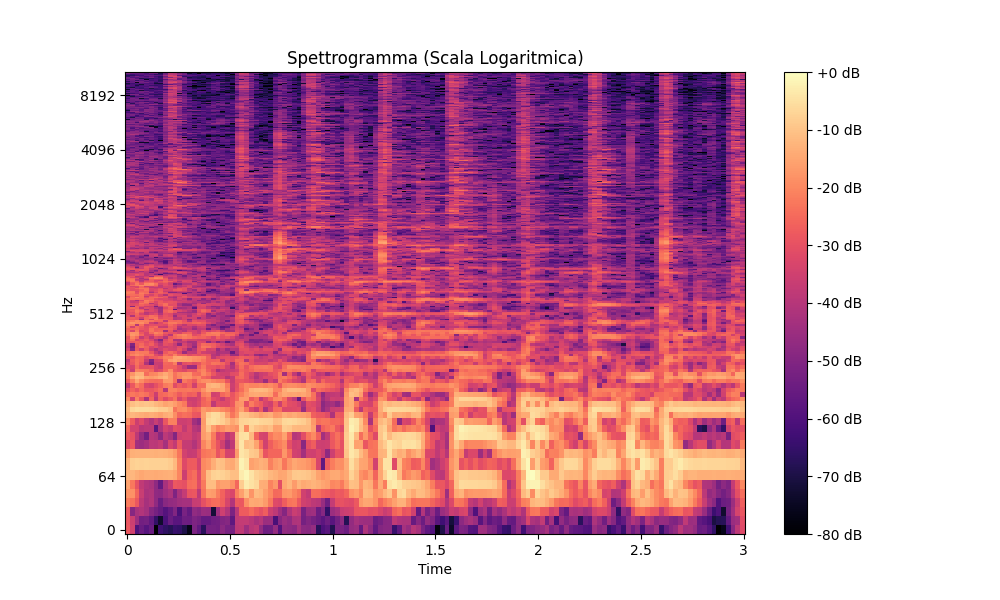 Spettrogramma (Scala Logaritmica)
8192
4096
2048
1024
512
256
128
64
0
Hz
0
0.5
1
1.5
2
2.5
3
Time
+0 dB
-10 dB
-20 dB
-30 dB
-40 dB
-50 dB
-60 dB
-70 dB
-80 dB